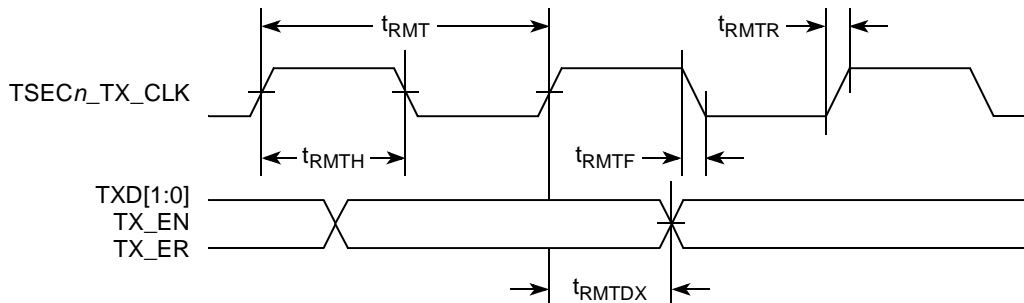 tRMT
tRMTR
TSECn_TX_CLK
tRMTH
tRMTF
TXD[1:0]
TX_EN
TX_ER
tRMTDX